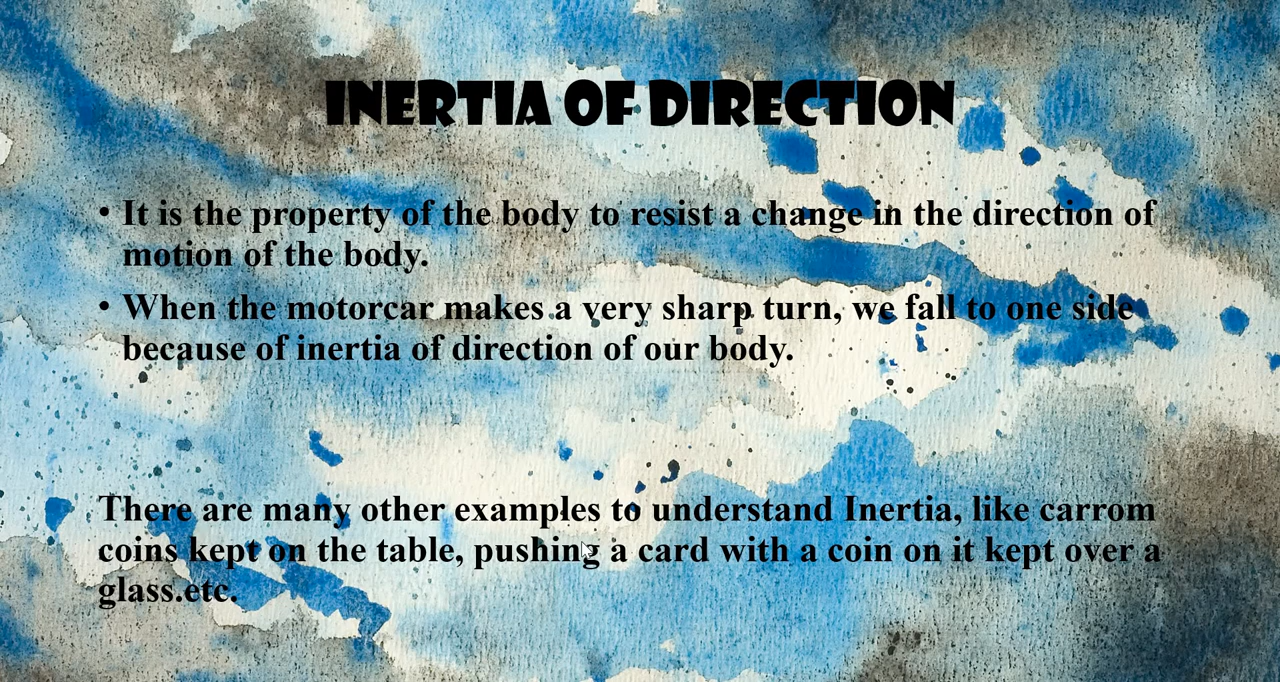 INERTIA OF DIRECTION
• It is the property of the body to resist a change in the direction of
motion of the body.
• When the motorcar makes a very sharp turn, we fall to one side
because of inertia of direction of our body.
There are many other examples to understand Inertia, like carrom
coins kept on the table, pushing a card with a coin on it kept over a
glass.etc.